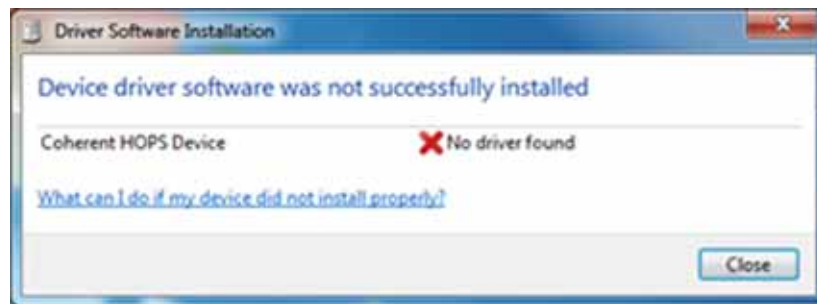 Driver Software Installation
Device driver software was not successfully installed
Coherent HOPS Device No driver found
What can I do if my device did not install properly?
Close